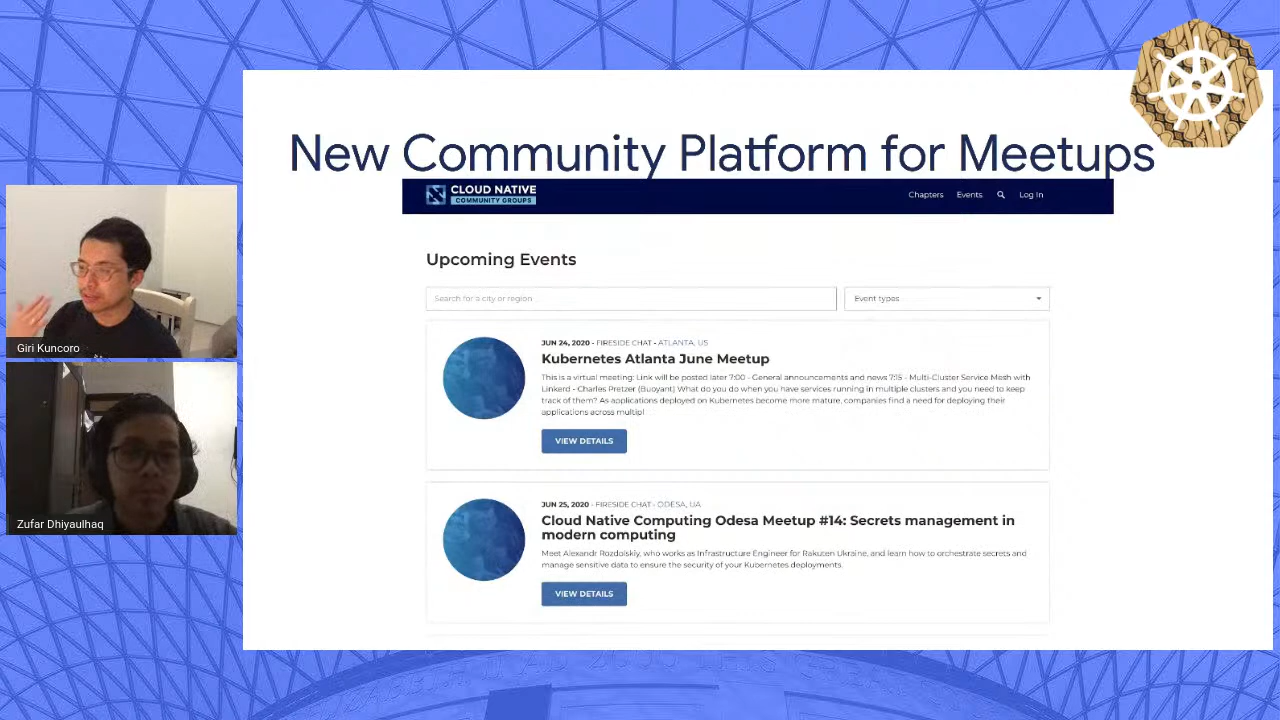 New Community Platform for Meetups
CLOUD NATIVE
COMMUNITY GROUPS
Chapters Events Log In
Upcoming Events
Search for a city or region
Event types
JUN 24, 2020 - FIRESIDE CHAT - ATLANTA, US
Kubernetes Atlanta June Meetup
This is a virtual meeting: Link will be posted later 7:00 - General announcements and news 7:15 - Multi-Cluster Service Mesh with
Linkerd - Charles Pretzer (Buoyant) What do you do when you have services running in multiple clusters and you need to keep
track of them? As applications deployed on Kubernetes become more mature, companies find a need for deploying their
applications across multipl
VIEW DETAILS
JUN 25, 2020 - FIRESIDE CHAT - ODESA, UA
Cloud Native Computing Odesa Meetup #14: Secrets management in
modern computing
Meet Alexandr Rozdolskiy, who works as Infrastructure Engineer for Rakuten Ukraine, and learn how to orchestrate secrets and
manage sensitive data to ensure the security of your Kubernetes deployments.
VIEW DETAILS
Giri Kuncoro
Zufar Dhiyaulhaq